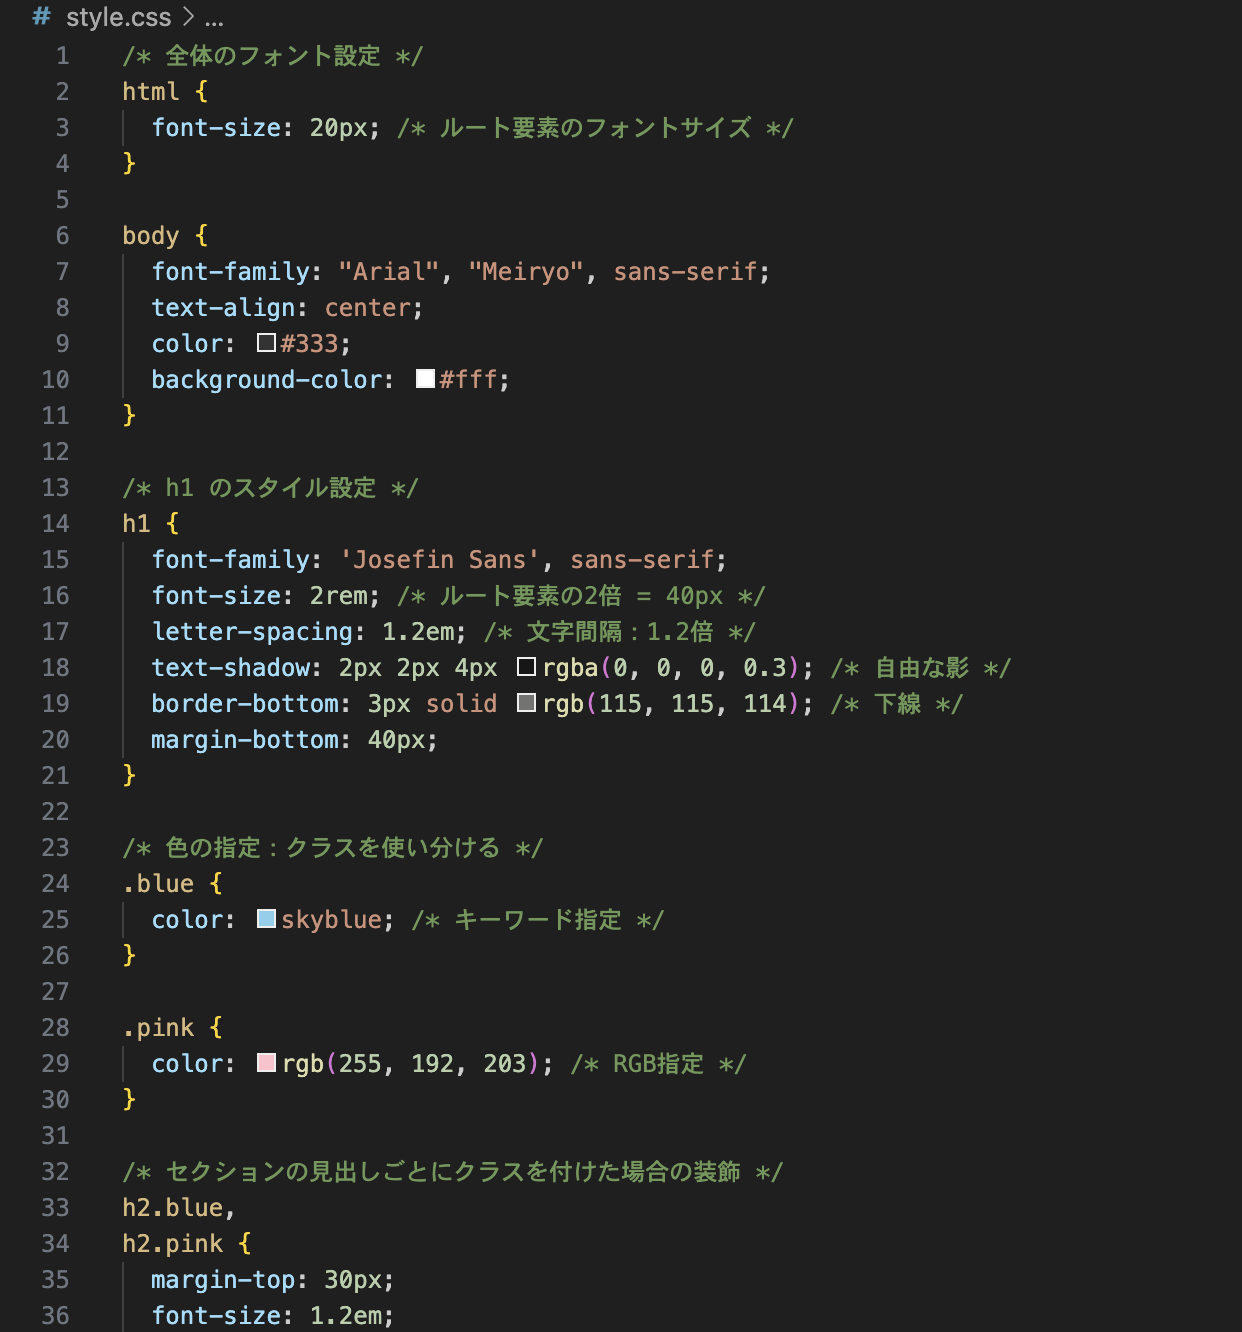 # style.css > ...
1 /* 全体のフォント設定 */
2 html {
3   font-size: 20px; /* ルート要素のフォントサイズ */
4 }
5
6 body {
7   font-family: "Arial", "Meiryo", sans-serif;
8   text-align: center;
9   color: #333;
10   background-color: #fff;
11 }
12
13 /* h1 のスタイル設定 */
14 h1 {
15   font-family: 'Josefin Sans', sans-serif;
16   font-size: 2rem; /* ルート要素の2倍 = 40px */
17   letter-spacing: 1.2em; /* 文字間隔：1.2倍 */
18   text-shadow: 2px 2px 4px rgba(0, 0, 0, 0.3); /* 自由な影 */
19   border-bottom: 3px solid rgb(115, 115, 114); /* 下線 */
20   margin-bottom: 40px;
21 }
22
23 /* 色の指定：クラスを使い分ける */
24 .blue {
25   color: skyblue; /* キーワード指定 */
26 }
27
28 .pink {
29   color: rgb(255, 192, 203); /* RGB指定 */
30 }
31
32 /* セクションの見出しごとにクラスを付けた場合の装飾 */
33 h2.blue,
34 h2.pink {
35   margin-top: 30px;
36   font-size: 1.2em;